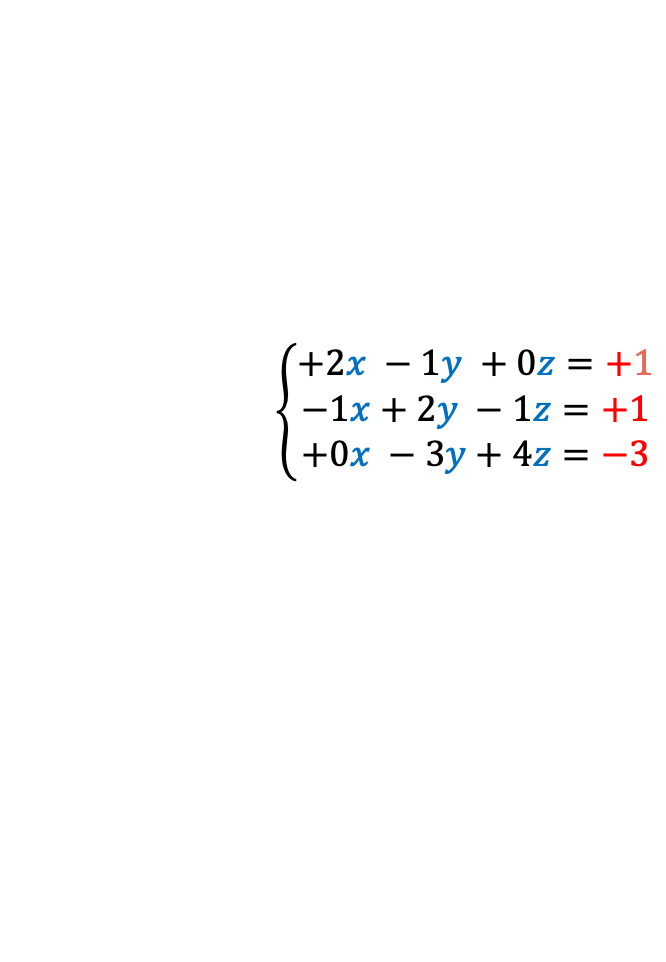 +2x − 1y + 0z = +1
−1x + 2y − 1z = +1
+0x − 3y + 4z = −3